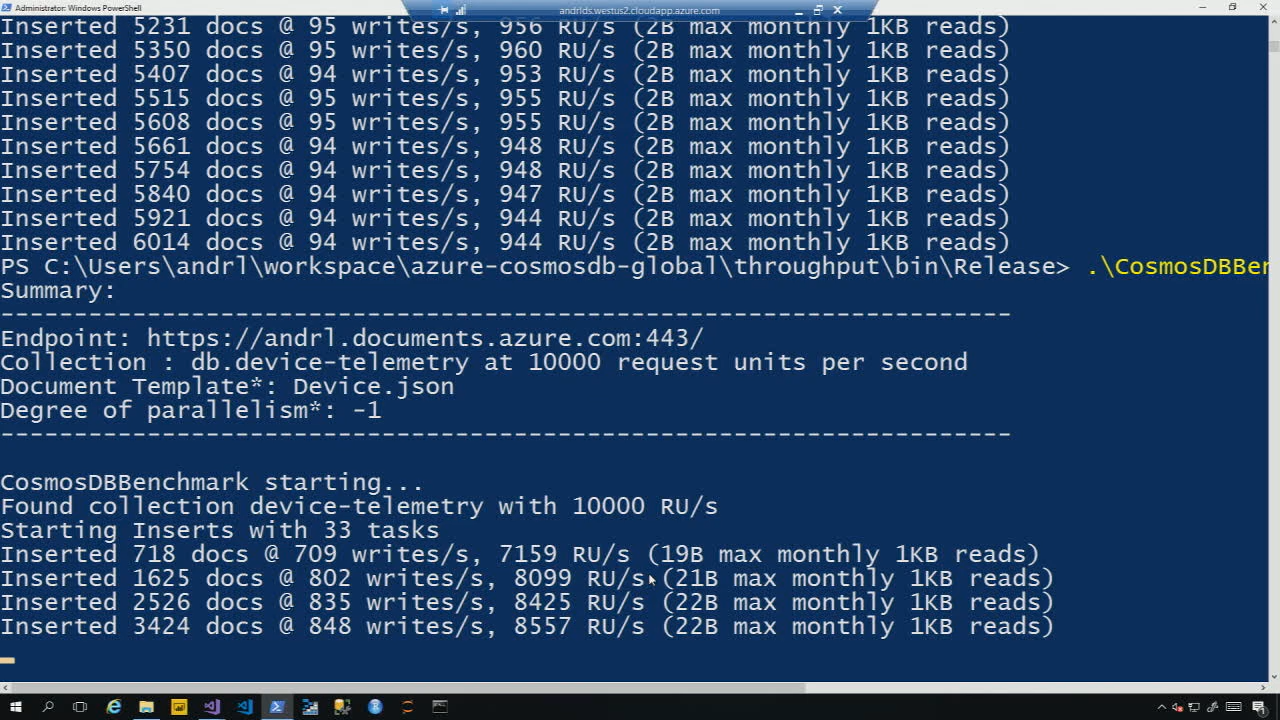 Administrator: Windows PowerShell
andrlds.westus2.cloudapp.azure.com
Inserted 5231 docs @ 95 writes/s, 956 RU/s (2B max monthly 1KB reads)
Inserted 5350 docs @ 95 writes/s, 960 RU/s (2B max monthly 1KB reads)
Inserted 5407 docs @ 94 writes/s, 953 RU/s (2B max monthly 1KB reads)
Inserted 5515 docs @ 95 writes/s, 955 RU/s (2B max monthly 1KB reads)
Inserted 5608 docs @ 95 writes/s, 955 RU/s (2B max monthly 1KB reads)
Inserted 5661 docs @ 94 writes/s, 948 RU/s (2B max monthly 1KB reads)
Inserted 5754 docs @ 94 writes/s, 948 RU/s (2B max monthly 1KB reads)
Inserted 5840 docs @ 94 writes/s, 947 RU/s (2B max monthly 1KB reads)
Inserted 5921 docs @ 94 writes/s, 944 RU/s (2B max monthly 1KB reads)
Inserted 6014 docs @ 94 writes/s, 944 RU/s (2B max monthly 1KB reads)
PS C:\Users\andrl\workspace\azure-cosmosdb-global\throughput\bin\Release> .\CosmosDBBer
Summary:
---------------------------------------------------------------------
Endpoint: https://andrl.documents.azure.com:443/
Collection : db.device-telemetry at 10000 request units per second
Document Template*: Device.json
Degree of parallelism*: -1
---------------------------------------------------------------------
CosmosDBBenchmark starting...
Found collection device-telemetry with 10000 RU/s
Starting Inserts with 33 tasks
Inserted 718 docs @ 709 writes/s, 7159 RU/s (19B max monthly 1KB reads)
Inserted 1625 docs @ 802 writes/s, 8099 RU/s (21B max monthly 1KB reads)
Inserted 2526 docs @ 835 writes/s, 8425 RU/s (22B max monthly 1KB reads)
Inserted 3424 docs @ 848 writes/s, 8557 RU/s (22B max monthly 1KB reads)